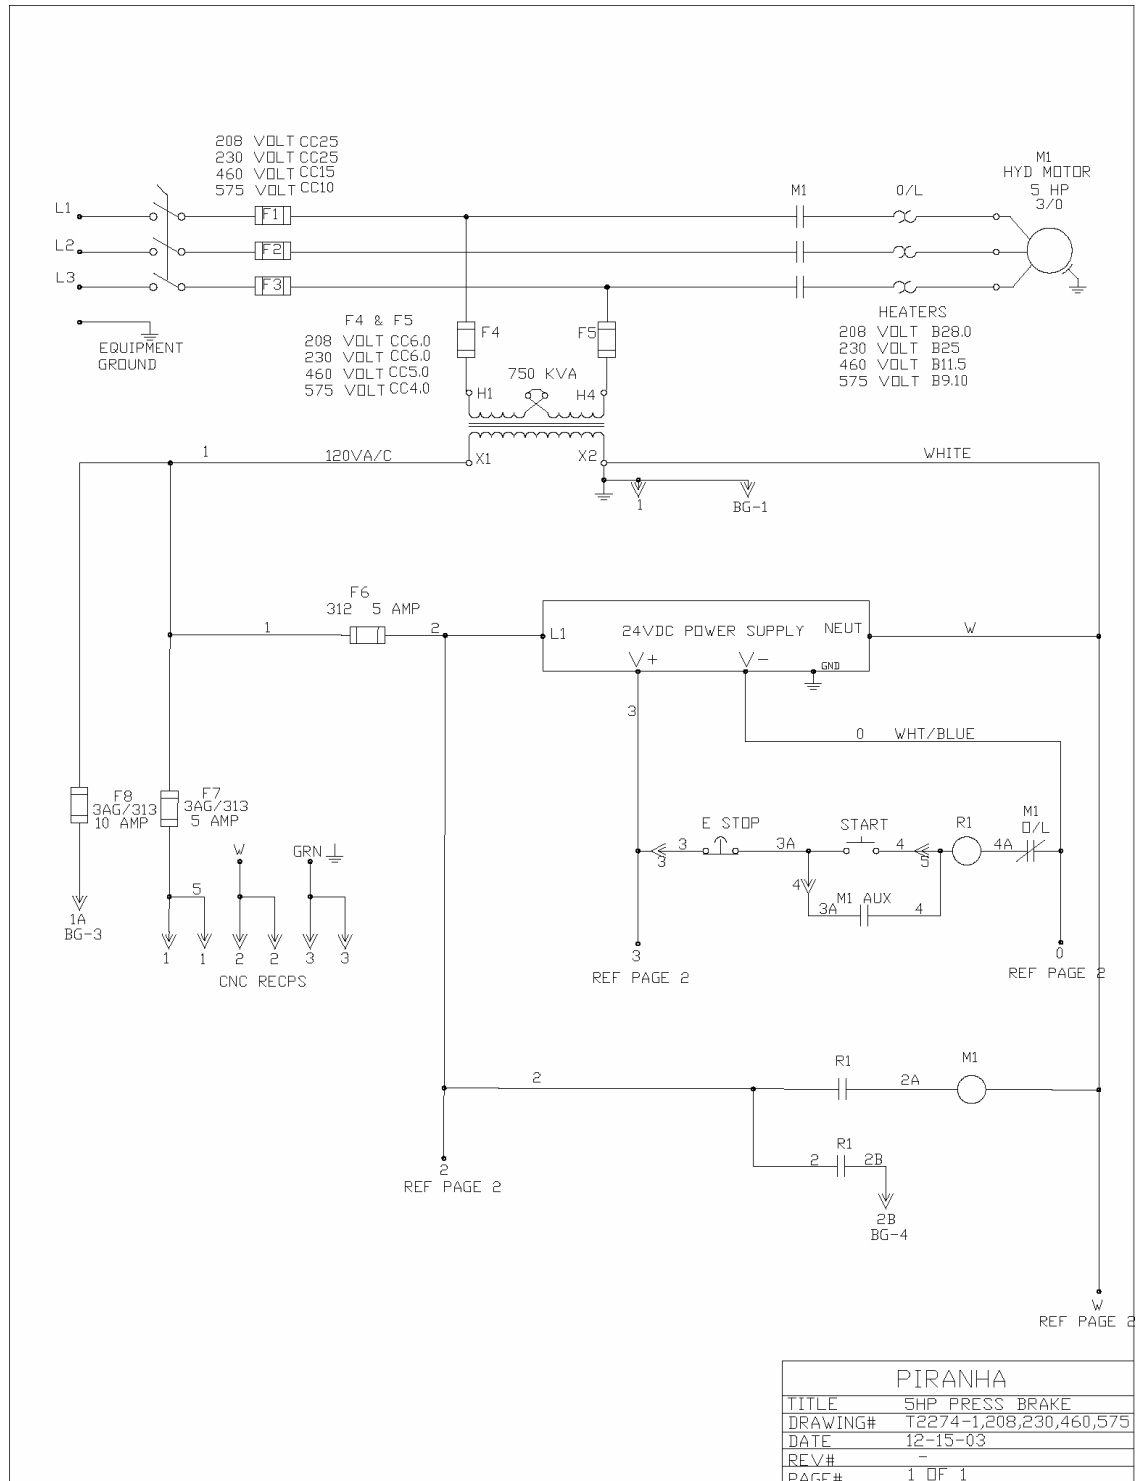 208 VOLT CC25
230 VOLT CC25
460 VOLT CC15
575 VOLT CC10
M1
HYD MOTOR
5 HP
3/0
M1
O/L
L1
F1
L2
F2
L3
F3
EQUIPMENT
GROUND
F4 & F5
208 VOLT CC6.0
230 VOLT CC6.0
460 VOLT CC5.0
575 VOLT CC4.0
F4
F5
HEATERS
208 VOLT B28.0
230 VOLT B25
460 VOLT B11.5
575 VOLT B9.10
750 KVA
H1
H4
1
120VA/C
X1
X2
WHITE
1
BG-1
F6
312 5 AMP
1
2
L1
24VDC POWER SUPPLY
NEUT
W
V+
V-
GND
3
0 WHT/BLUE
F8
3AG/313
10 AMP
F7
3AG/313
5 AMP
E STOP
START
R1
M1
O/L
3
3
3A
4
5
4A
4
M1 AUX
3A
4
W
GRN
5
1A
BG-3
1
1
2
2
3
3
CNC RECPS
3
REF PAGE 2
0
REF PAGE 2
2
R1
2A
M1
2
REF PAGE 2
R1
2
2B
2B
BG-4
W
REF PAGE 2
PIRANHA
TITLE 5HP PRESS BRAKE
DRAWING# T2274-1,208,230,460,575
DATE 12-15-03
REV# -
PAGE# 1 OF 1